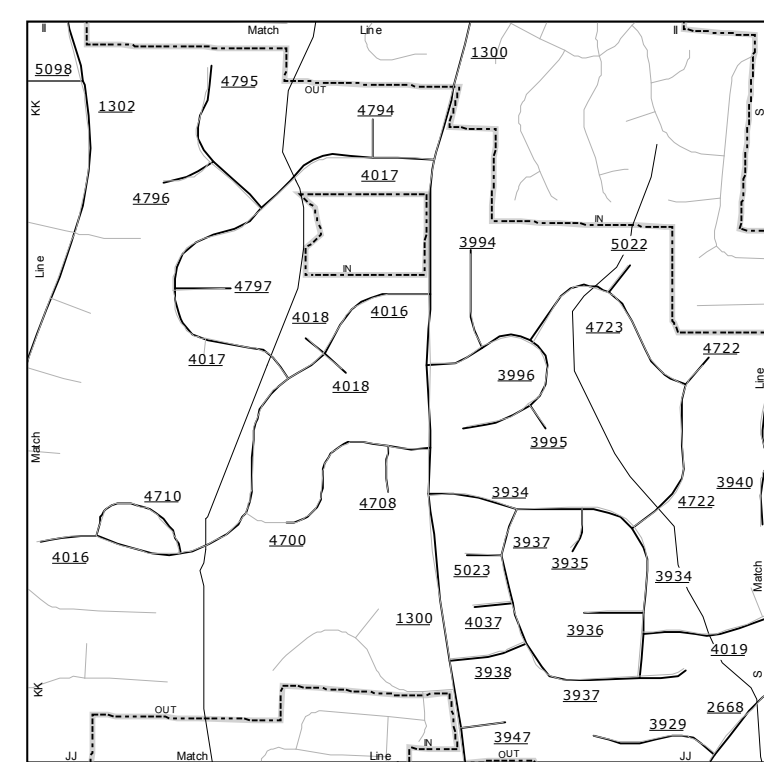 II Match Line II
1300
5098
4795
OUT
KK 1302
4794
S
4017
4796
IN
3994
5022
Line
IN
4797
4018
4016
4723
4017
4722
4018
3996
Line
3995
Match
3940
4710
3934
4708
4722
4700
3937
4016
3935
5023
3934
Match
1300
4037
3936
4019
3938
S
KK
3937
OUT
2668
3929
3947
IN
JJ Match Line OUT JJ